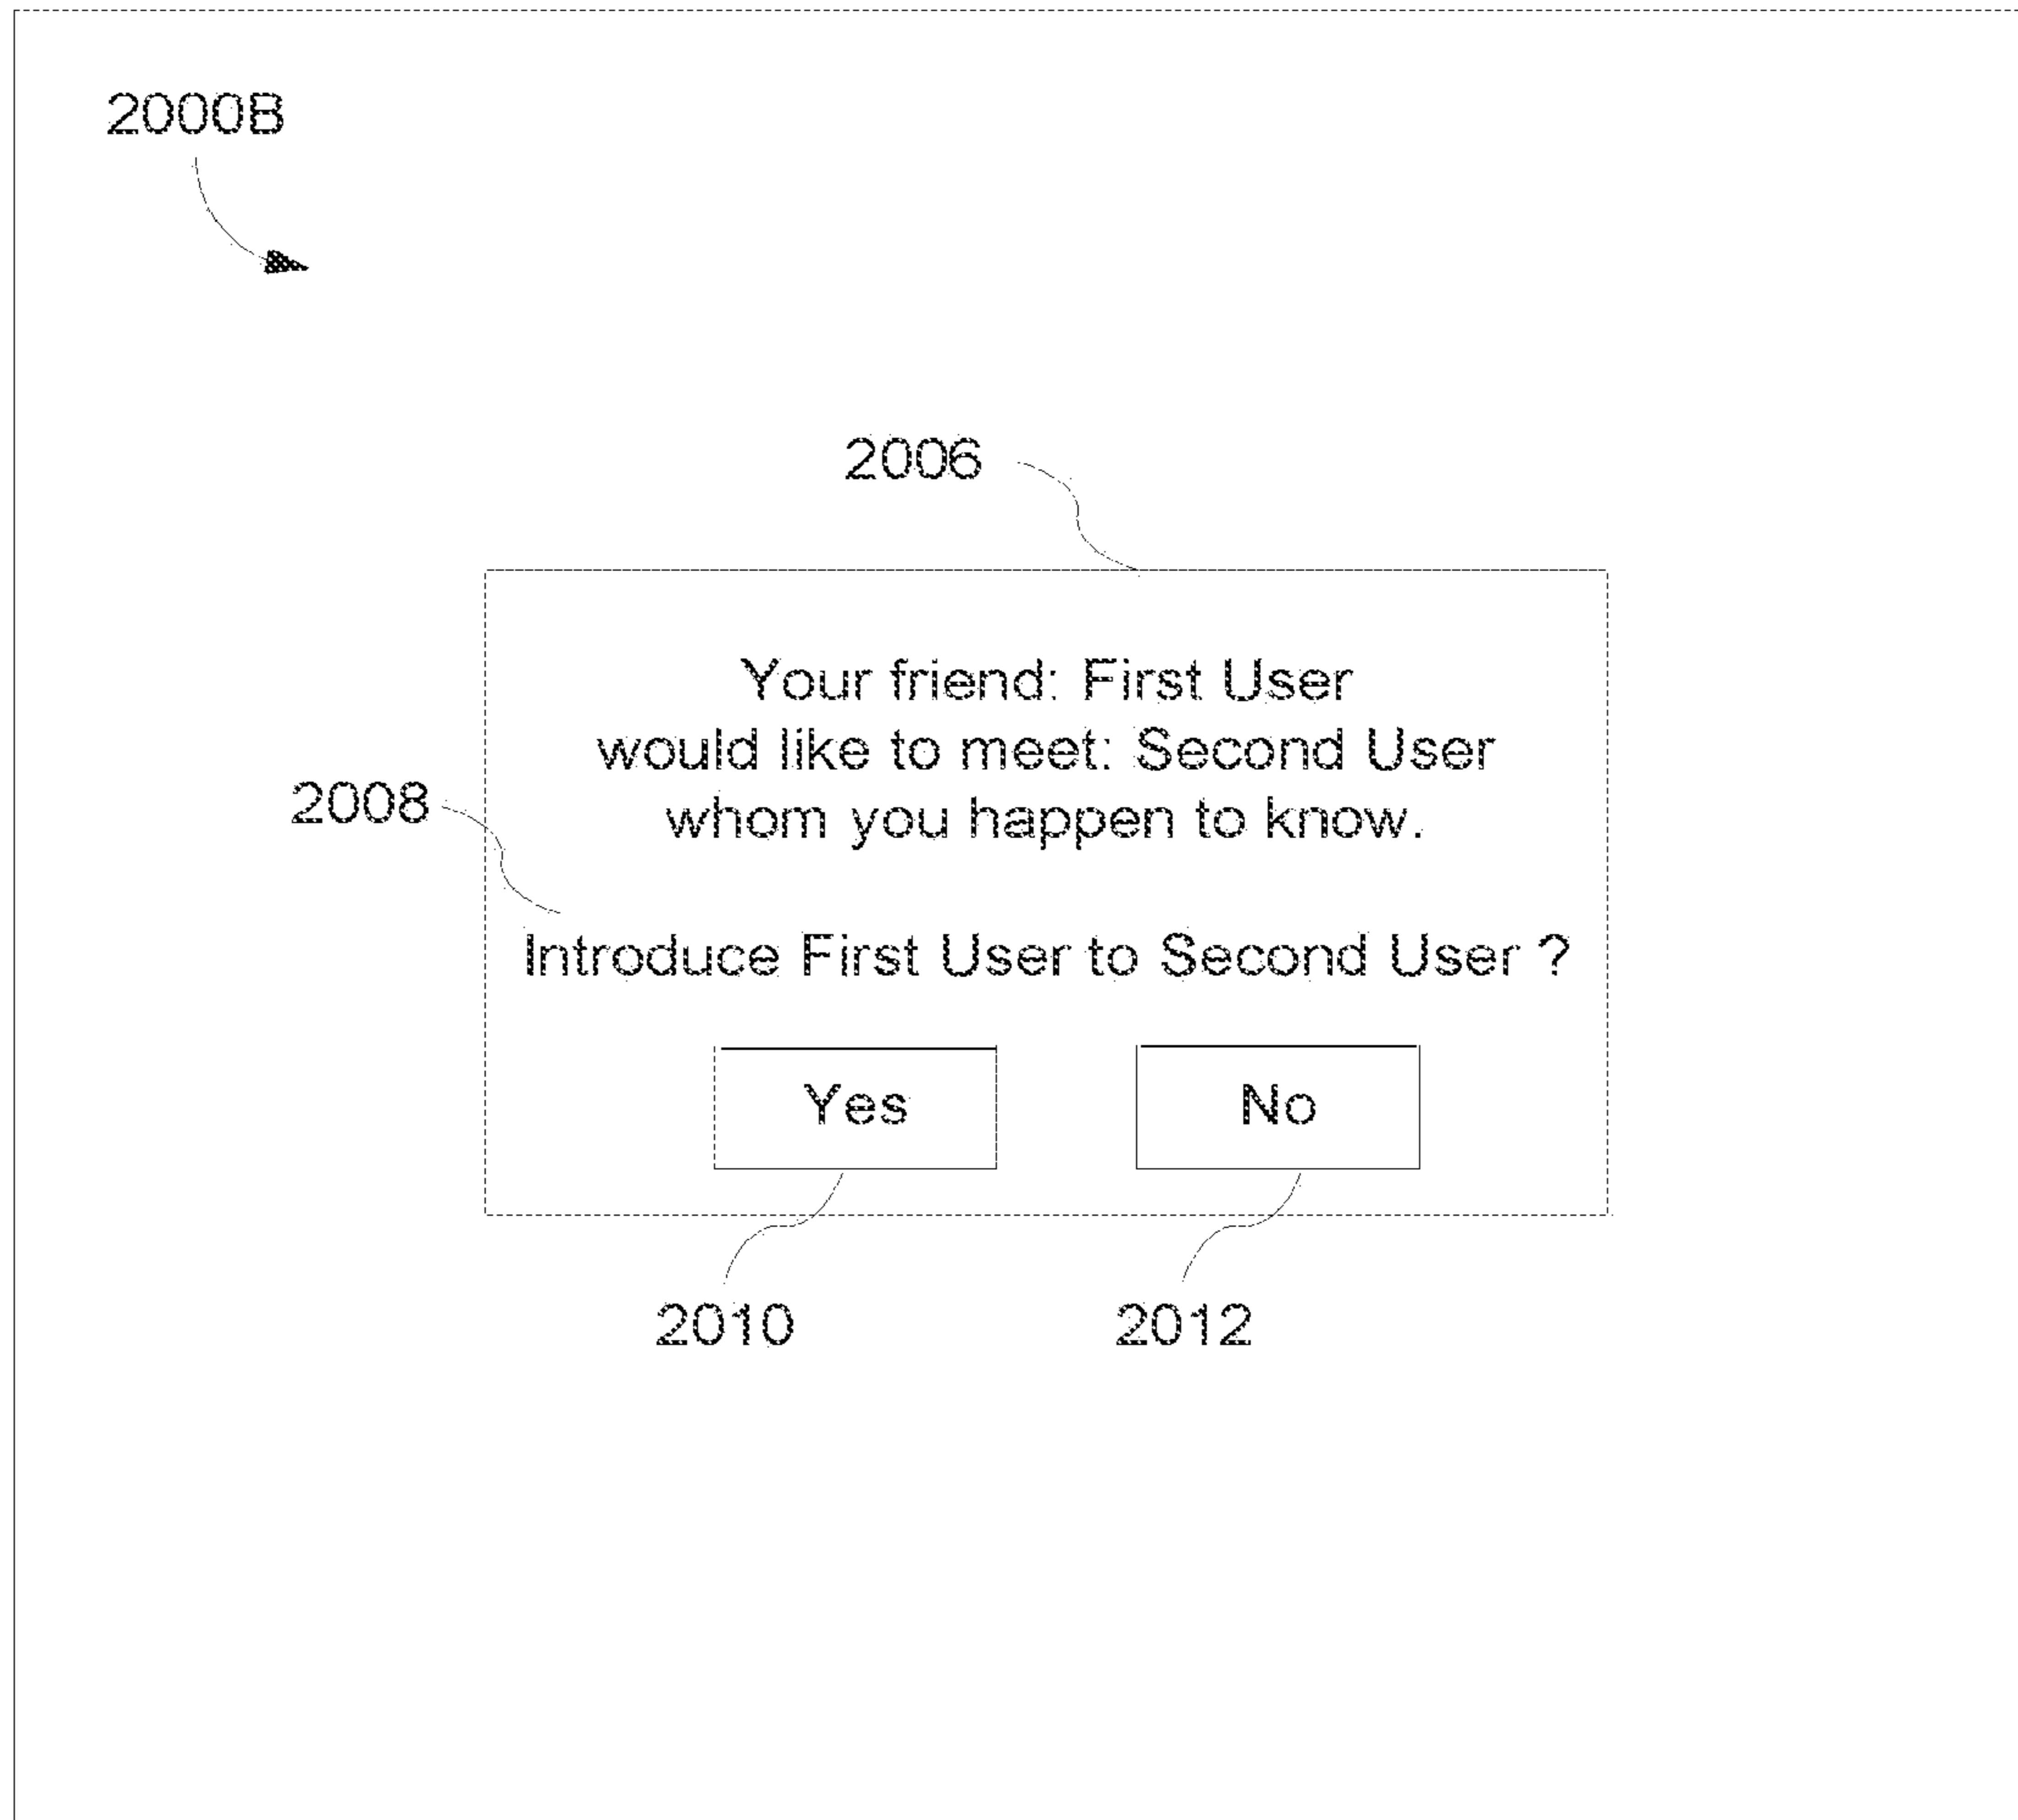 2000B
2006
Your friend: First User
would like to meet: Second User
whom you happen to know.
2008
Introduce First User to Second User ?
Yes
No
2010
2012